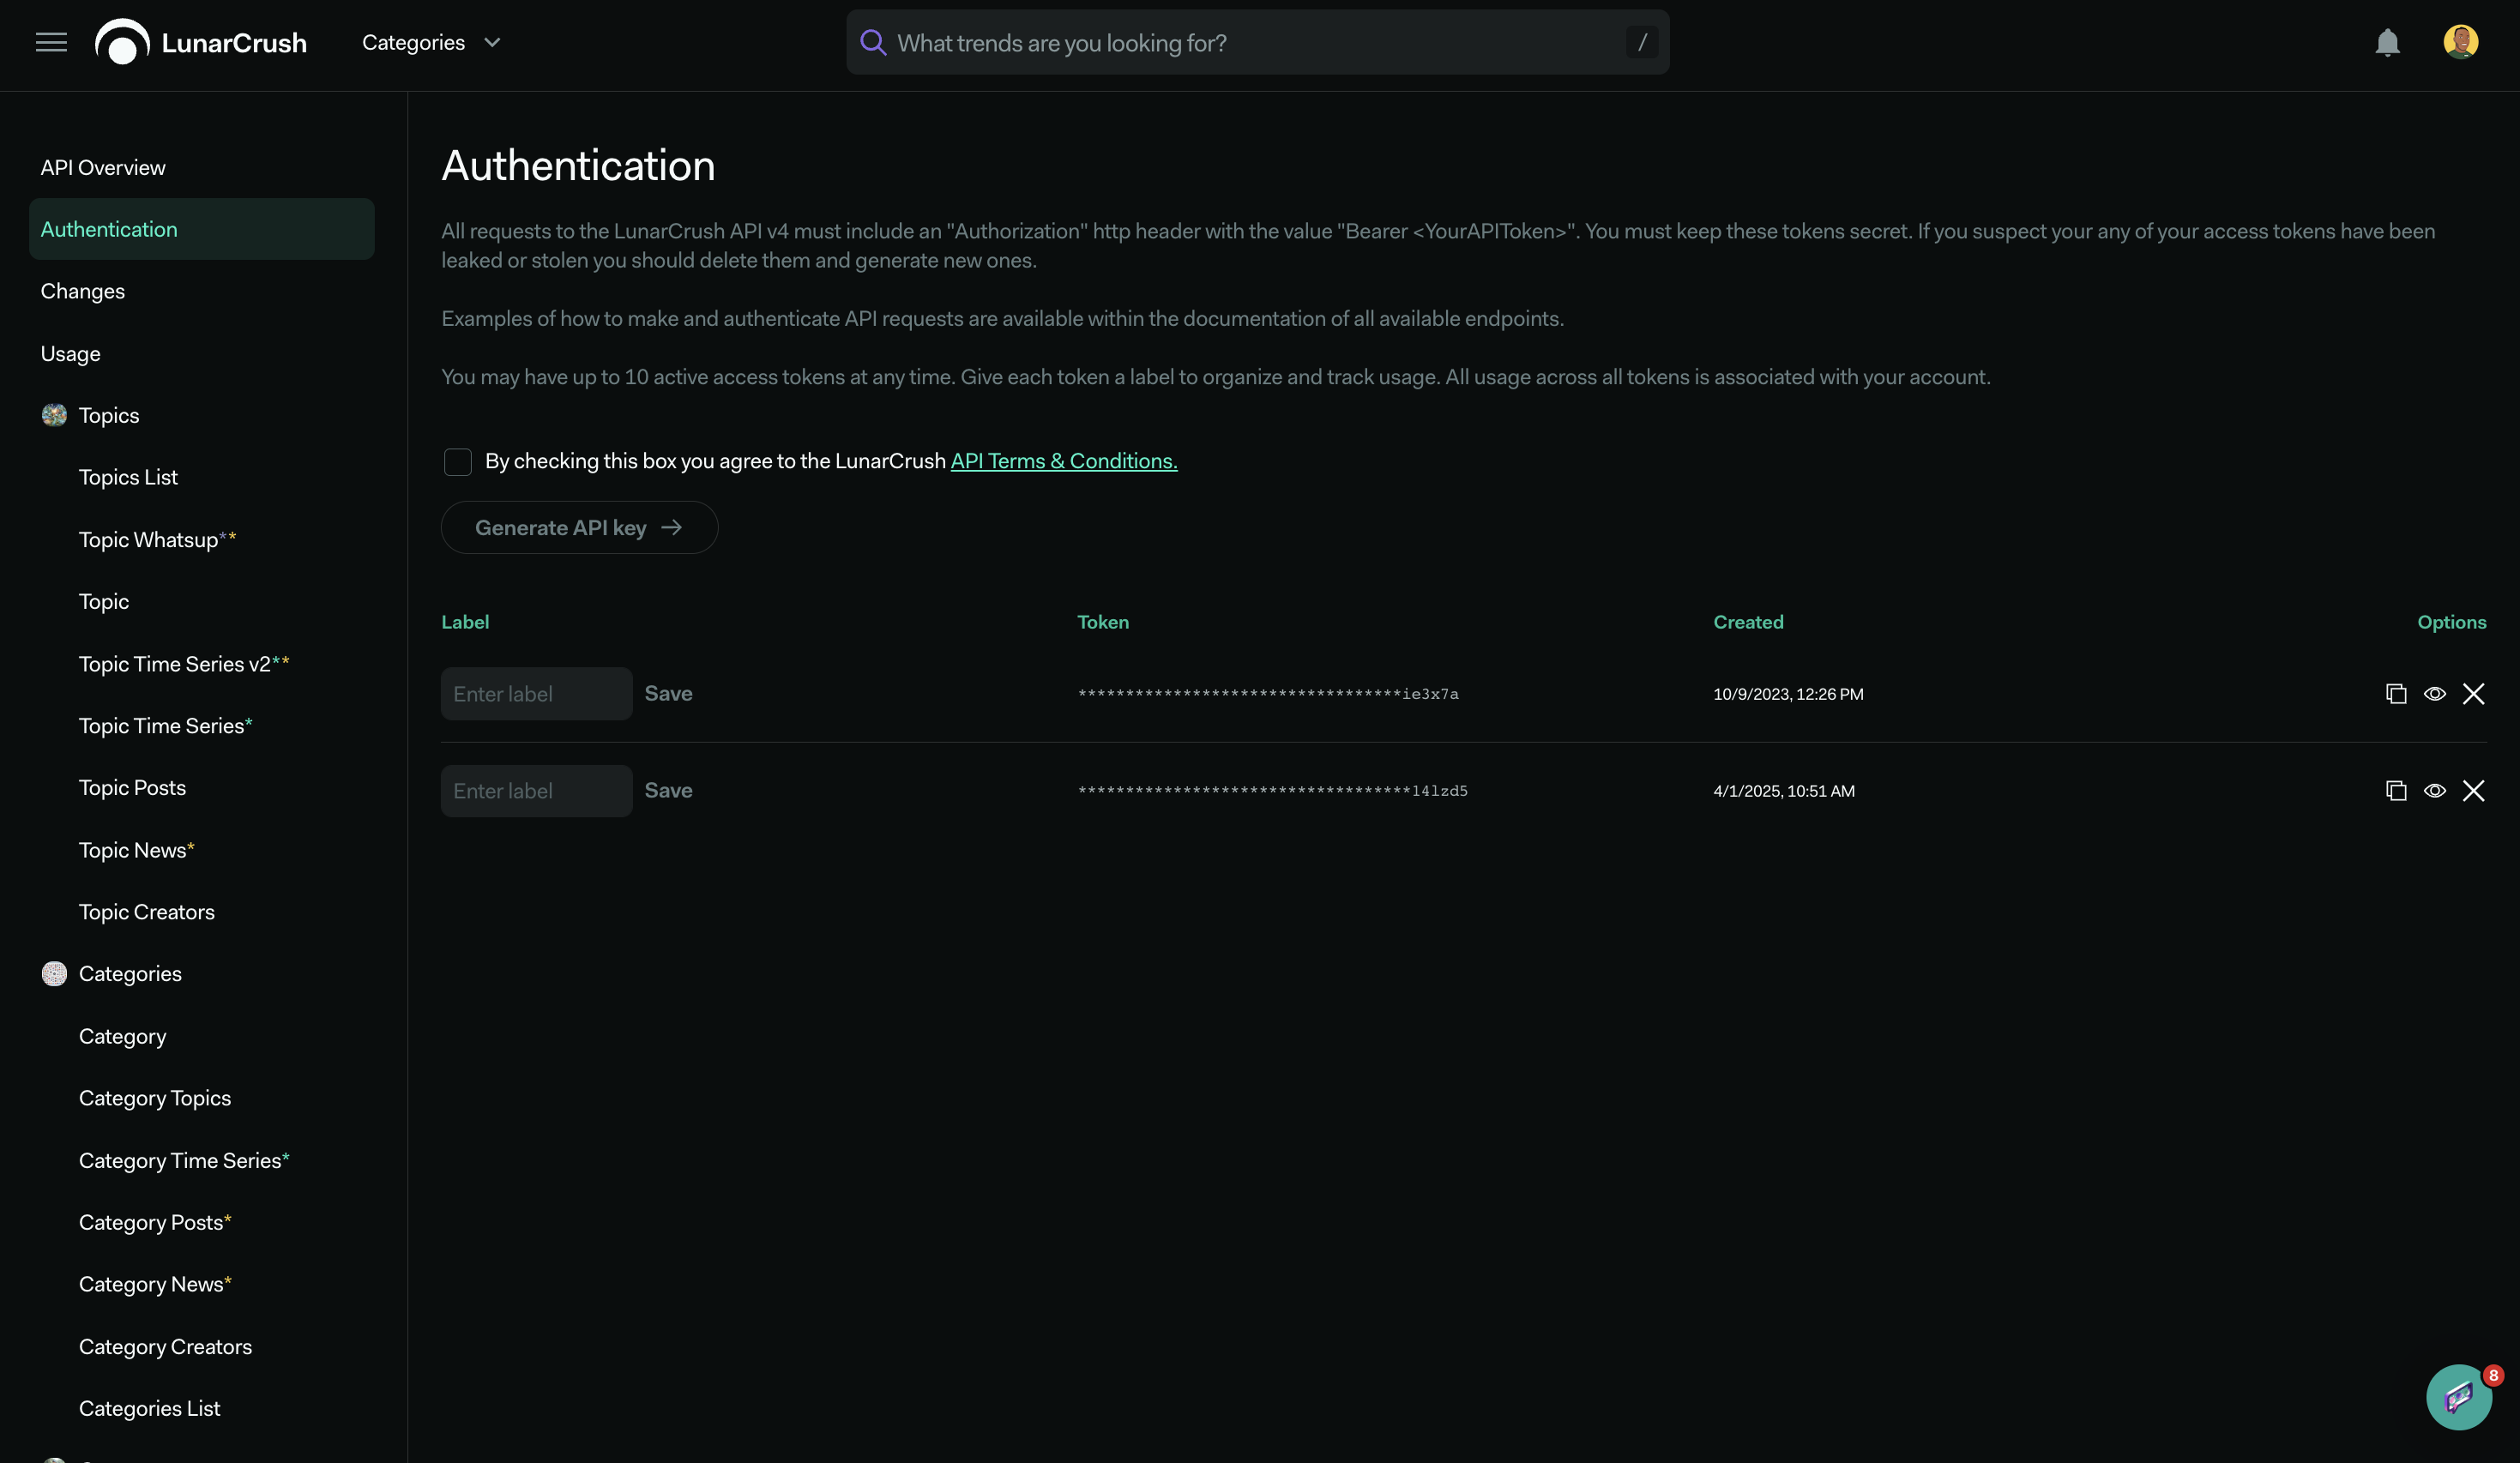 LunarCrush
Categories
What trends are you looking for?
/
API Overview
Authentication
Changes
Usage
Topics
Topics List
Topic Whatsup**
Topic
Topic Time Series v2**
Topic Time Series*
Topic Posts
Topic News*
Topic Creators
Categories
Category
Category Topics
Category Time Series*
Category Posts*
Category News*
Category Creators
Categories List
Authentication
All requests to the LunarCrush API v4 must include an "Authorization" http header with the value "Bearer <YourAPIToken>". You must keep these tokens secret. If you suspect your any of your access tokens have been
leaked or stolen you should delete them and generate new ones.
Examples of how to make and authenticate API requests are available within the documentation of all available endpoints.
You may have up to 10 active access tokens at any time. Give each token a label to organize and track usage. All usage across all tokens is associated with your account.
By checking this box you agree to the LunarCrush API Terms & Conditions.
Generate API key →
Label Token Created Options
Enter label Save **********************************ie3x7a 10/9/2023, 12:26 PM
Enter label Save ***********************************14lzd5 4/1/2025, 10:51 AM
8